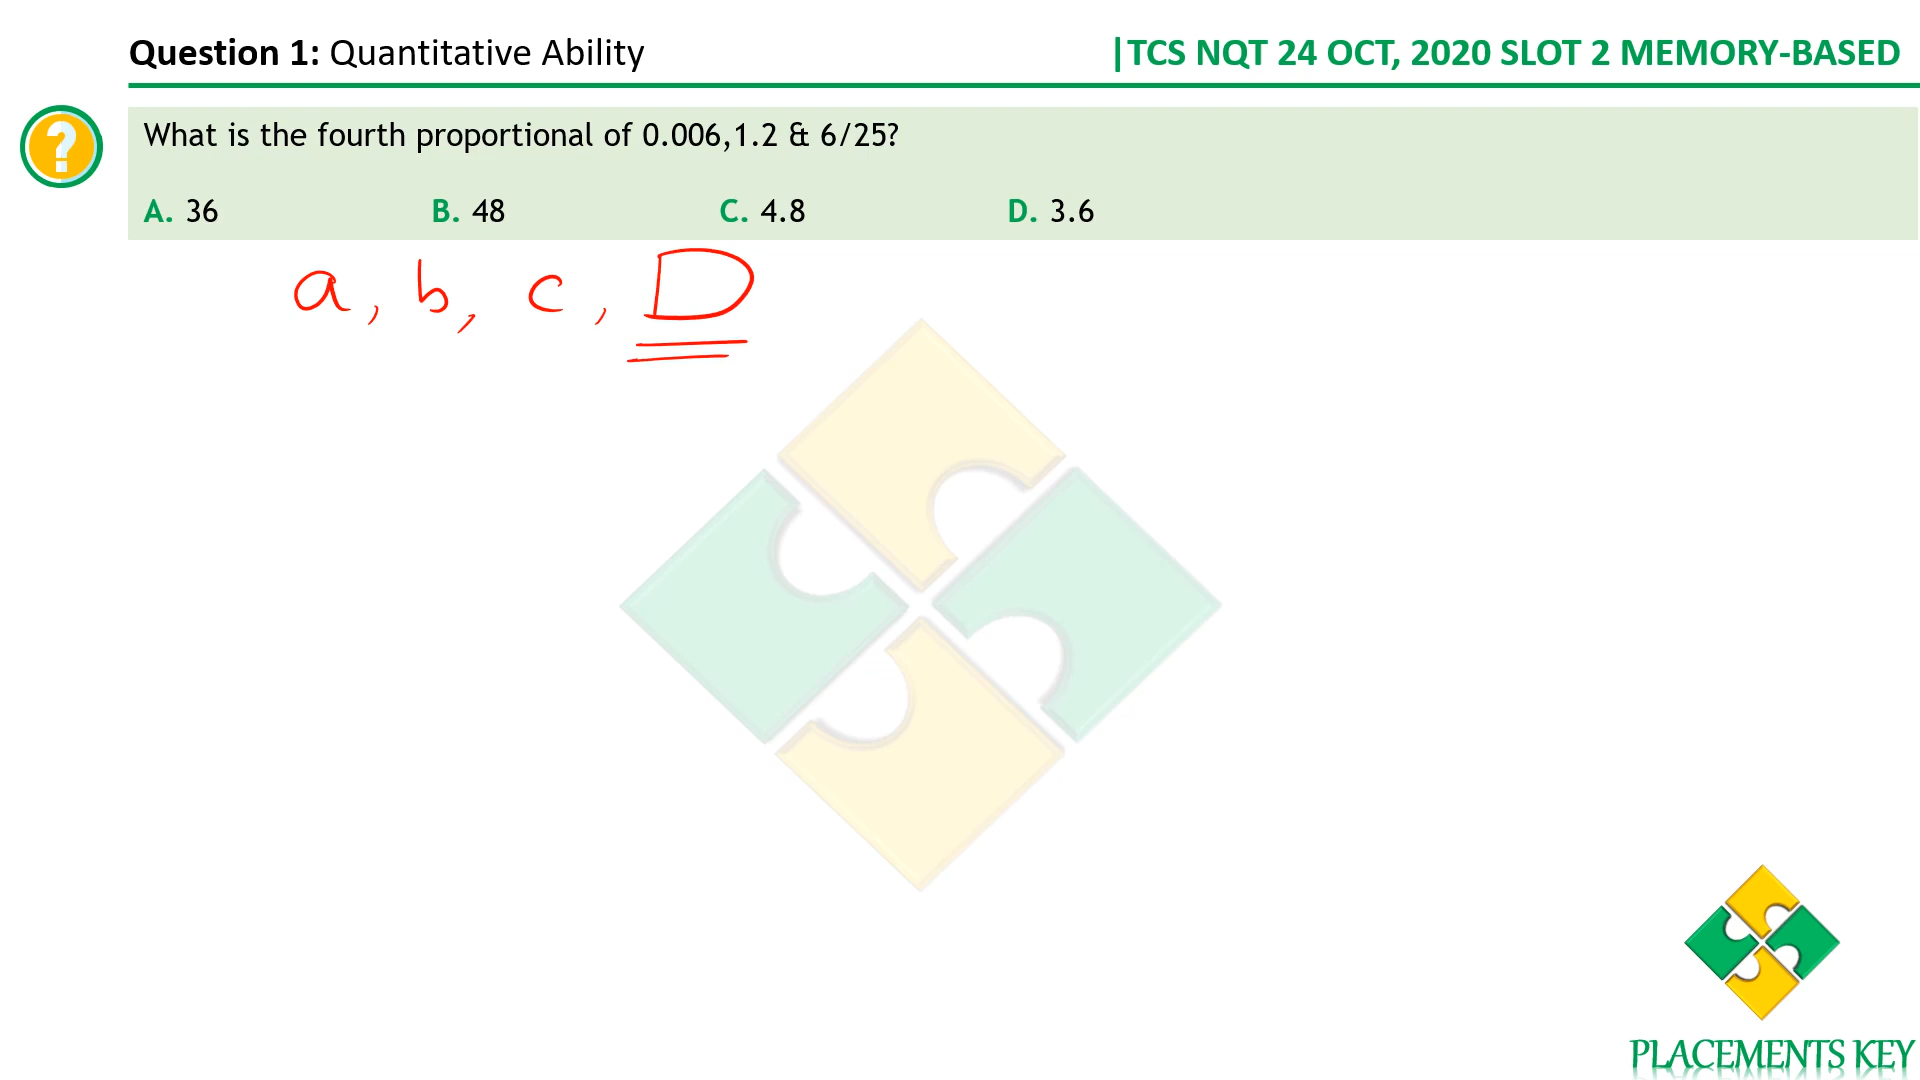 Question 1: Quantitative Ability
|TCS NQT 24 OCT, 2020 SLOT 2 MEMORY-BASED
?
What is the fourth proportional of 0.006,1.2 & 6/25?
A. 36 B. 48 C. 4.8 D. 3.6
a, b, c, D
PLACEMENTS KEY